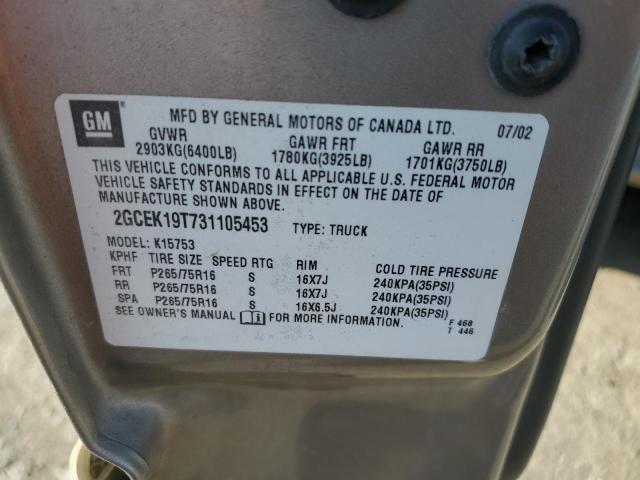 GM
MFD BY GENERAL MOTORS OF CANADA LTD. 07/02
GVWR GAWR FRT GAWR RR
2903KG(6400LB) 1780KG(3925LB) 1701KG(3750LB)
THIS VEHICLE CONFORMS TO ALL APPLICABLE U.S. FEDERAL MOTOR
VEHICLE SAFETY STANDARDS IN EFFECT ON THE DATE OF
MANUFACTURE SHOWN ABOVE.
2GCEK19T731105453 TYPE: TRUCK
MODEL: K15753
KPHF TIRE SIZE SPEED RTG RIM COLD TIRE PRESSURE
FRT P265/75R16 S 16X7J 240KPA(35PSI)
RR P265/75R16 S 16X7J 240KPA(35PSI)
SPA P265/75R16 S 16X6.5J 240KPA(35PSI)
SEE OWNER'S MANUAL FOR MORE INFORMATION.
F 468
T 446